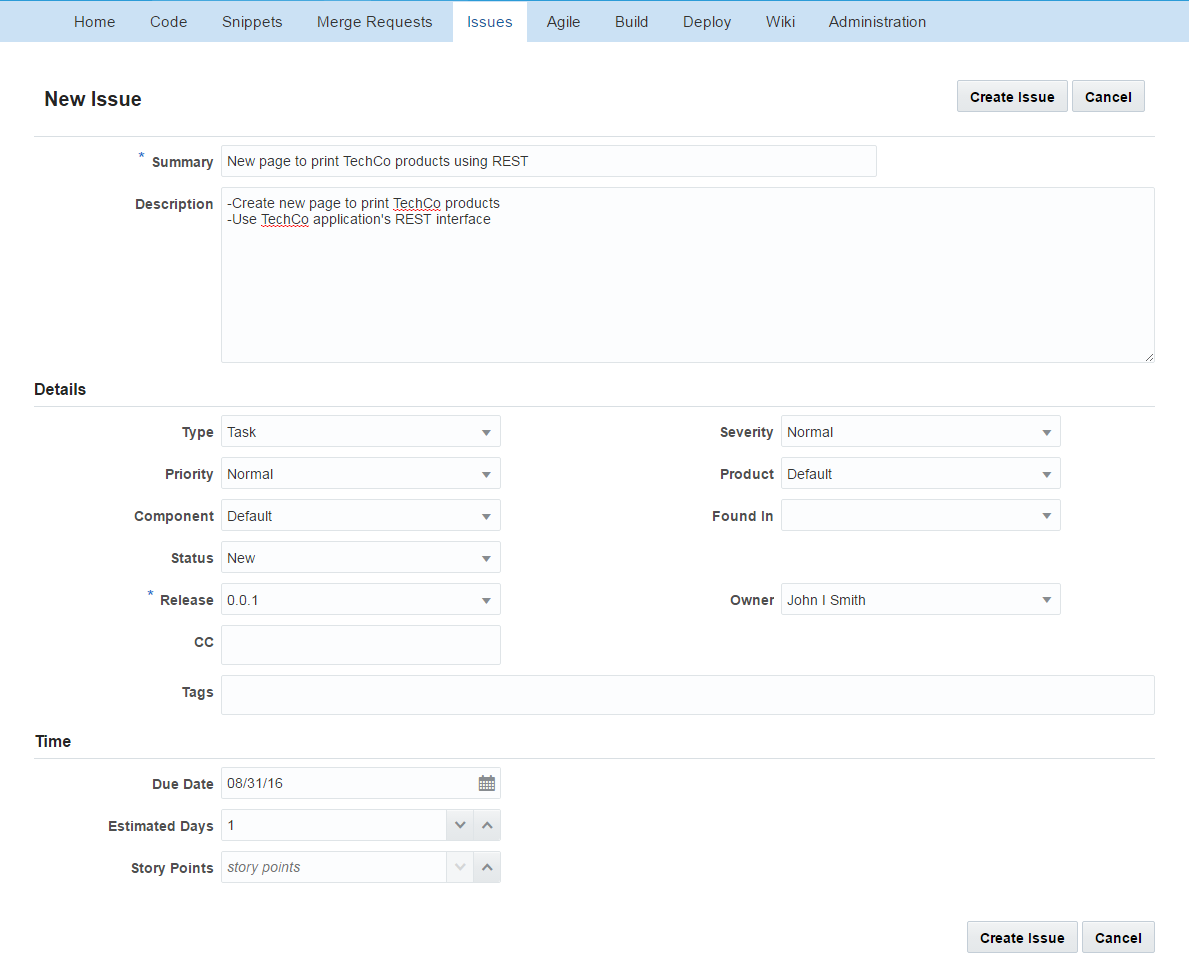 Home Code Snippets Merge Requests Issues Agile Build Deploy Wiki Administration
New Issue Create Issue Cancel
* Summary New page to print TechCo products using REST
Description -Create new page to print TechCo products
-Use TechCo application's REST interface
Details
Type Task Severity Normal
Priority Normal Product Default
Component Default Found In
Status New
* Release 0.0.1 Owner John I Smith
CC
Tags
Time
Due Date 08/31/16
Estimated Days 1
Story Points story points
Create Issue Cancel